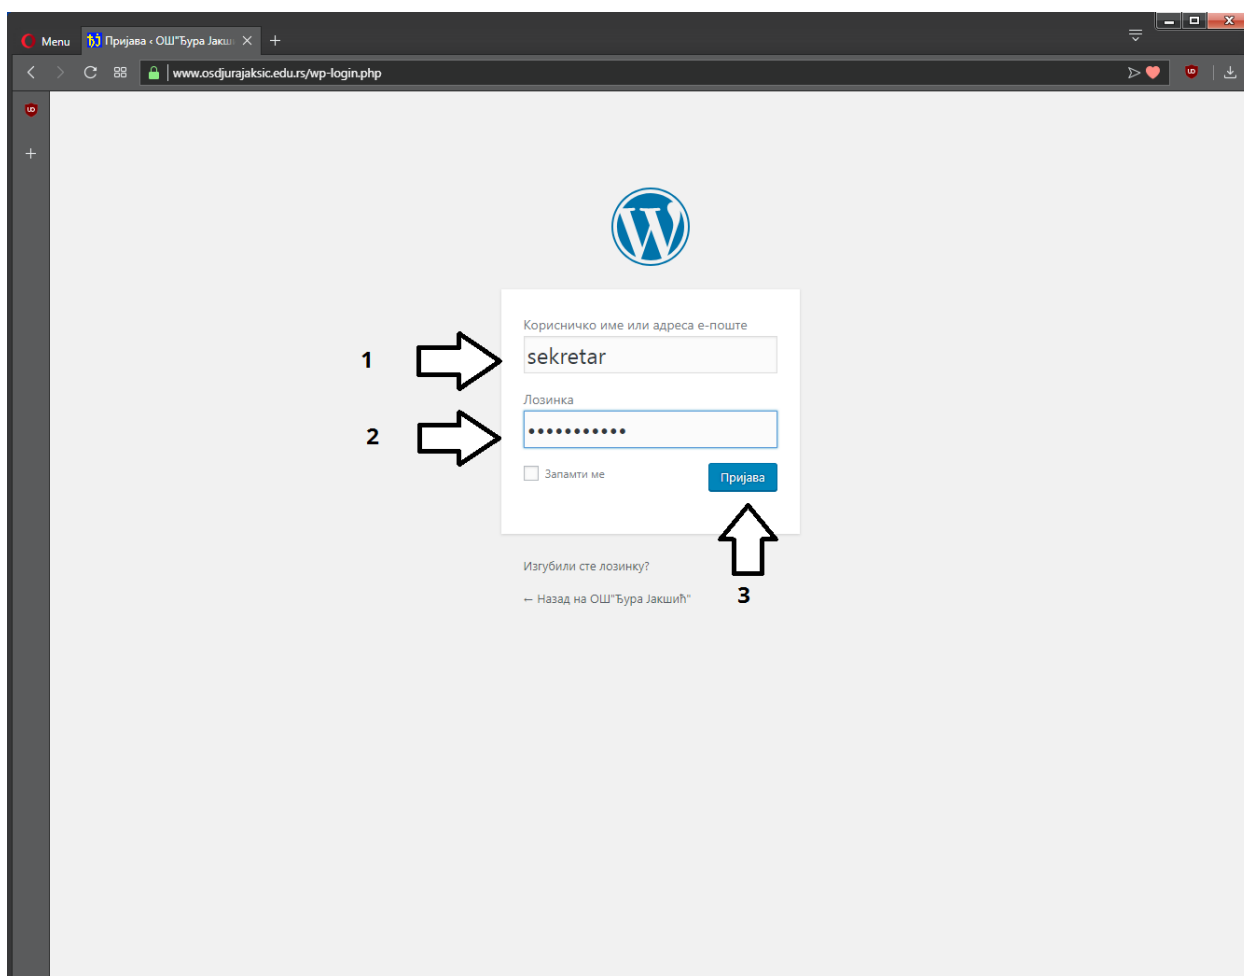 Menu
Пријава ‹ ОШ"Ђура Јакши
www.osdjurajaksic.edu.rs/wp-login.php
Корисничко име или адреса е-поште
1
sekretar
Лозинка
2
•••••••••••
Запамти ме
Пријава
Изгубили сте лозинку?
3
← Назад на ОШ"Ђура Јакшић"